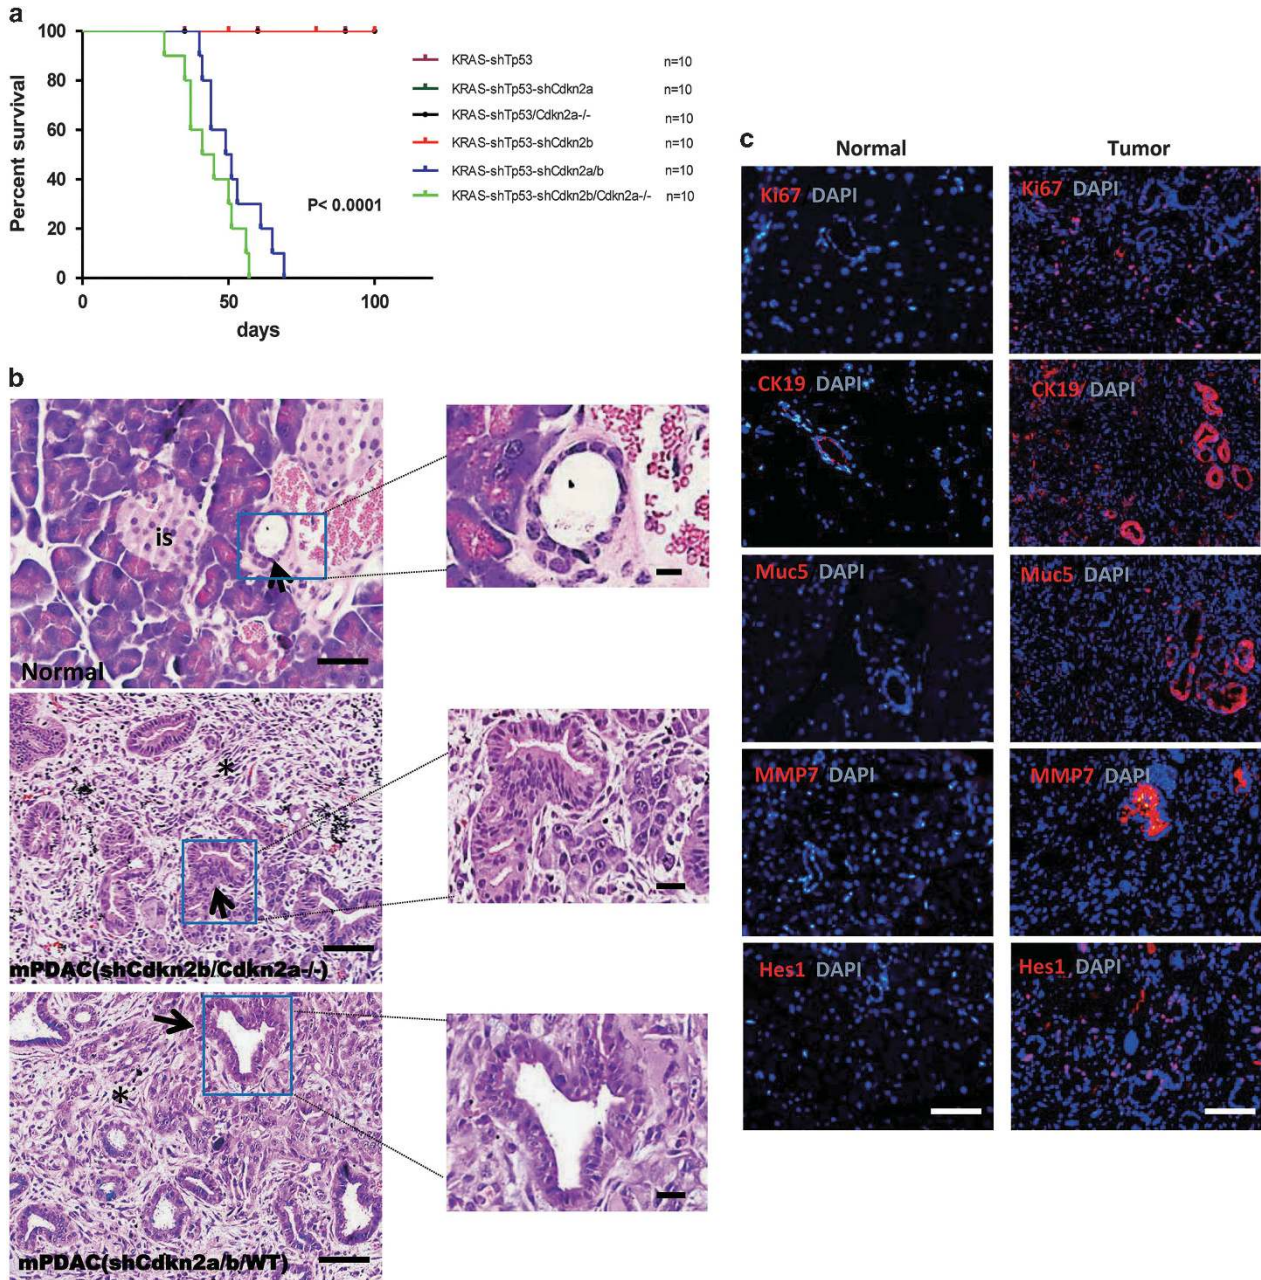 a
Percent survival
100
80
60
40
20
0
0 50 100
days
P< 0.0001
KRAS-shTp53 n=10
KRAS-shTp53-shCdkn2a n=10
KRAS-shTp53/Cdkn2a-/- n=10
KRAS-shTp53-shCdkn2b n=10
KRAS-shTp53-shCdkn2a/b n=10
KRAS-shTp53-shCdkn2b/Cdkn2a-/- n=10
b
is
Normal
*
mPDAC(shCdkn2b/Cdkn2a-/-)
*
mPDAC(shCdkn2a/b/WT)
c
Normal Tumor
Ki67 DAPI Ki67 DAPI
CK19 DAPI CK19 DAPI
Muc5 DAPI Muc5 DAPI
MMP7 DAPI MMP7 DAPI
Hes1 DAPI Hes1 DAPI